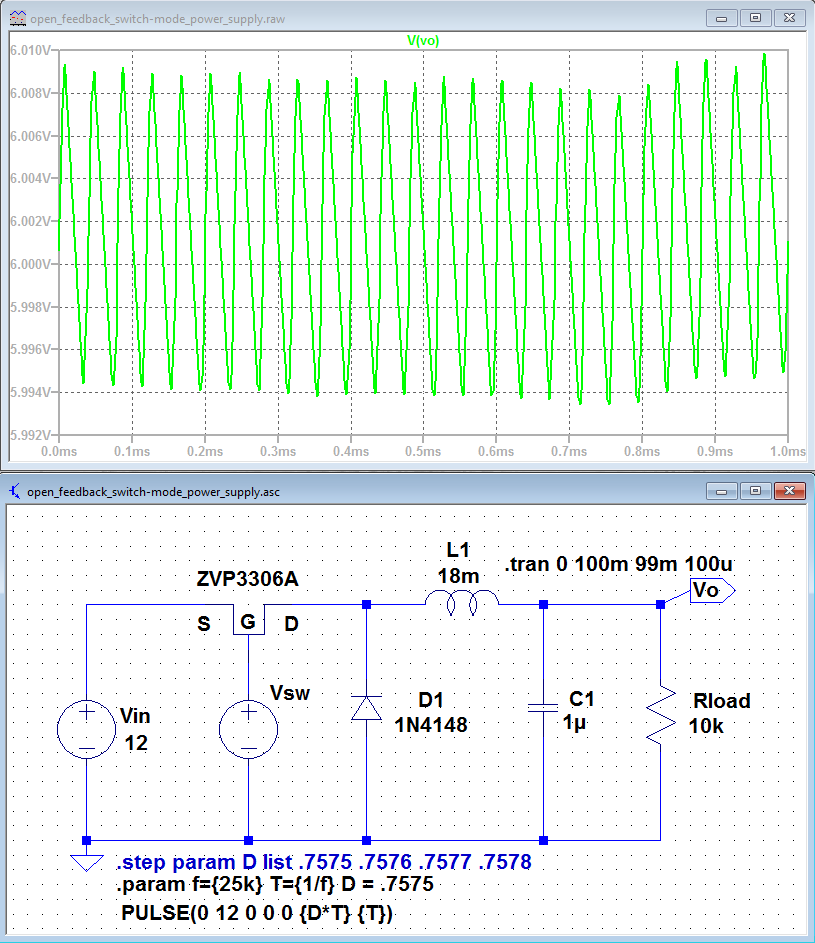 open_feedback_switch-mode_power_supply.raw
V(vo)
6.010V
6.008V
6.006V
6.004V
6.002V
6.000V
5.998V
5.996V
5.994V
5.992V
0.0ms 0.1ms 0.2ms 0.3ms 0.4ms 0.5ms 0.6ms 0.7ms 0.8ms 0.9ms 1.0ms
open_feedback_switch-mode_power_supply.asc
L1
18m
.tran 0 100m 99m 100u
ZVP3306A
Vo
S G D
Vsw
Vin
12
D1
1N4148
C1
1µ
Rload
10k
.step param D list .7575 .7576 .7577 .7578
.param f={25k} T={1/f} D = .7575
PULSE(0 12 0 0 0 {D*T} {T})